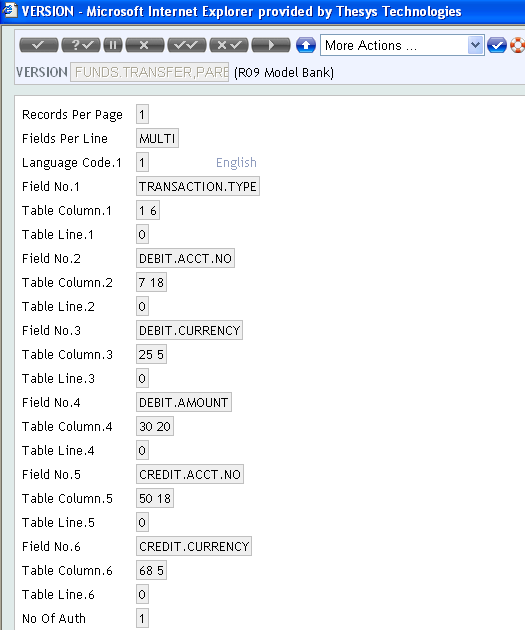 VERSION - Microsoft Internet Explorer provided by Thesys Technologies
More Actions ...
VERSION FUNDS.TRANSFER,PARE (R09 Model Bank)
Records Per Page 1
Fields Per Line MULTI
Language Code.1 1 English
Field No.1 TRANSACTION.TYPE
Table Column.1 1 6
Table Line.1 0
Field No.2 DEBIT.ACCT.NO
Table Column.2 7 18
Table Line.2 0
Field No.3 DEBIT.CURRENCY
Table Column.3 25 5
Table Line.3 0
Field No.4 DEBIT.AMOUNT
Table Column.4 30 20
Table Line.4 0
Field No.5 CREDIT.ACCT.NO
Table Column.5 50 18
Table Line.5 0
Field No.6 CREDIT.CURRENCY
Table Column.6 68 5
Table Line.6 0
No Of Auth 1